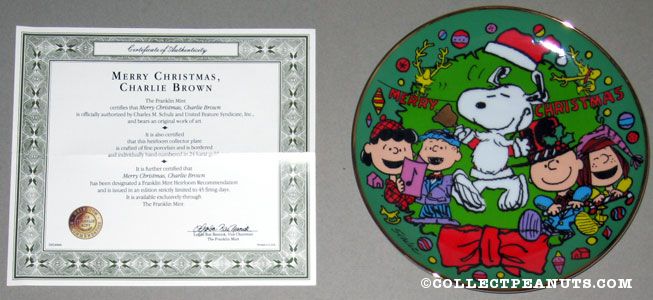 Certificate of Authenticity
MERRY CHRISTMAS,
CHARLIE BROWN
The Franklin Mint
certifies that Merry Christmas, Charlie Brown
is officially authorized by Charles M. Schulz and United Feature Syndicate, Inc.,
and bears an original work of art.
It is also certified
that this heirloom collector plate
is crafted of fine porcelain and is bordered
and individually hand-numbered in 24 karat gold.
It is further certified that
Merry Christmas, Charlie Brown
has been designated a Franklin Mint Heirloom Recommendation
and is issued in an edition strictly limited to 45 firing days.
It is available exclusively through
The Franklin Mint.
Vice Chairman
The Franklin Mint
MERRY CHRISTMAS
©COLLECTPEANUTS.COM